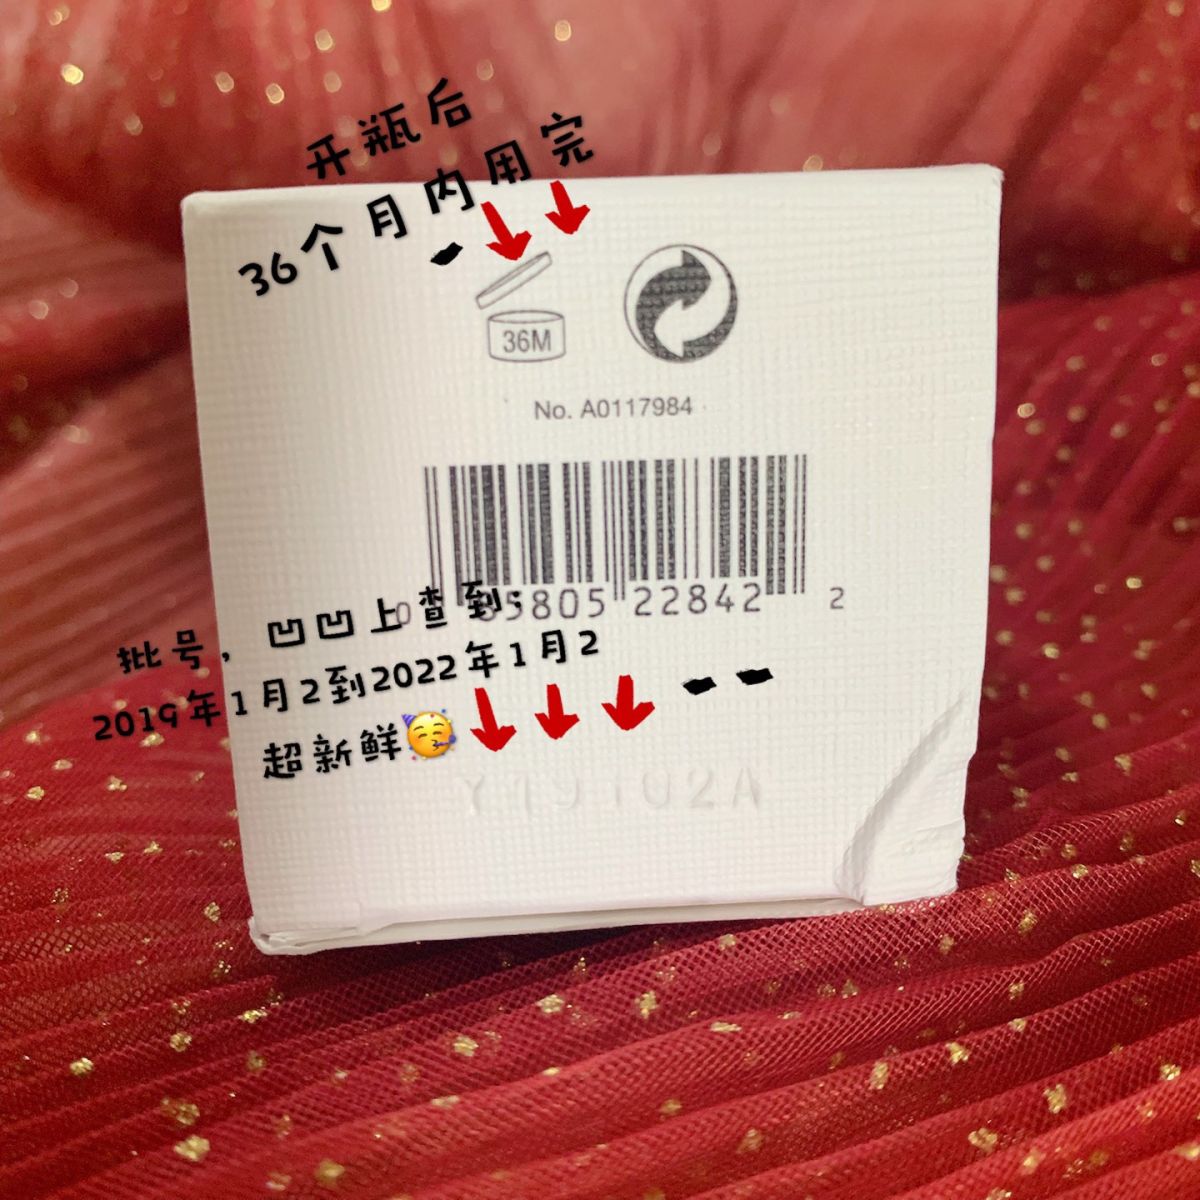 开瓶后
36个月内用完
36M
No. A0117984
0 85805 22842 2
批号，凹凹上查到：
2019年1月2到2022年1月2
超新鲜🥳
Y19102A